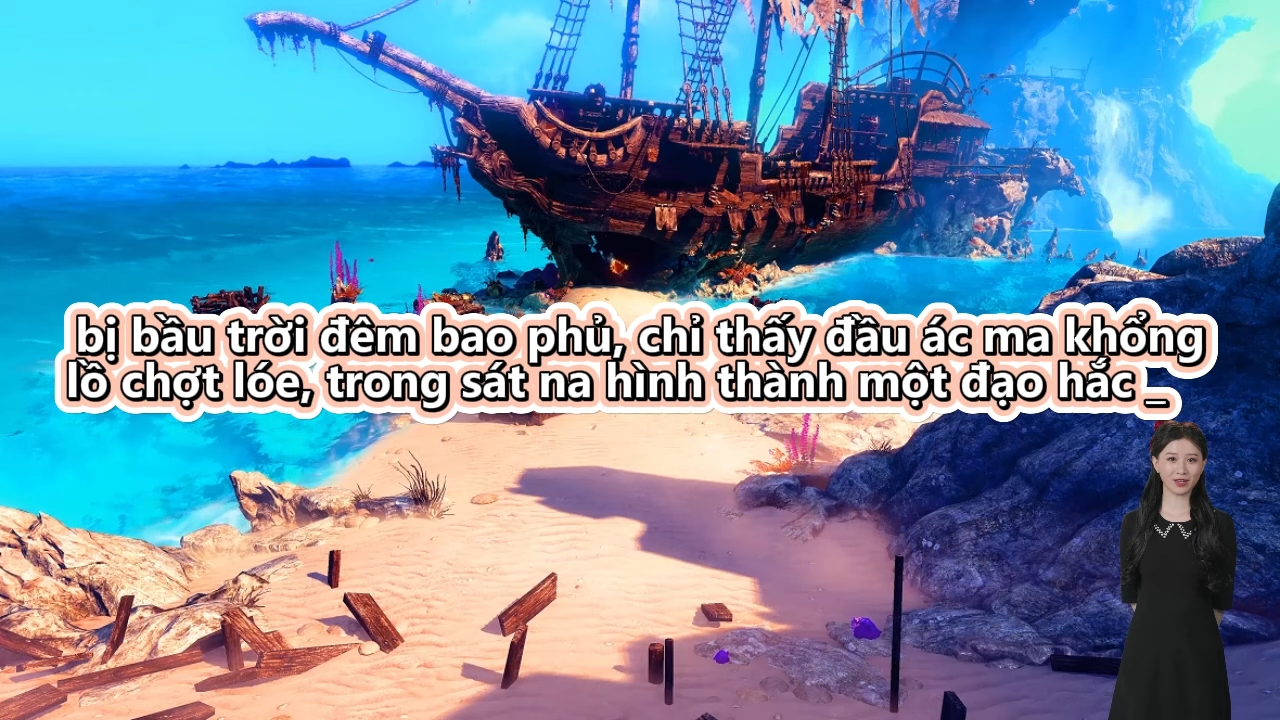 bị bầu trời đêm bao phủ, chỉ thấy đầu ác ma khổng
lồ chợt lóe, trong sát na hình thành một đạo hắc _